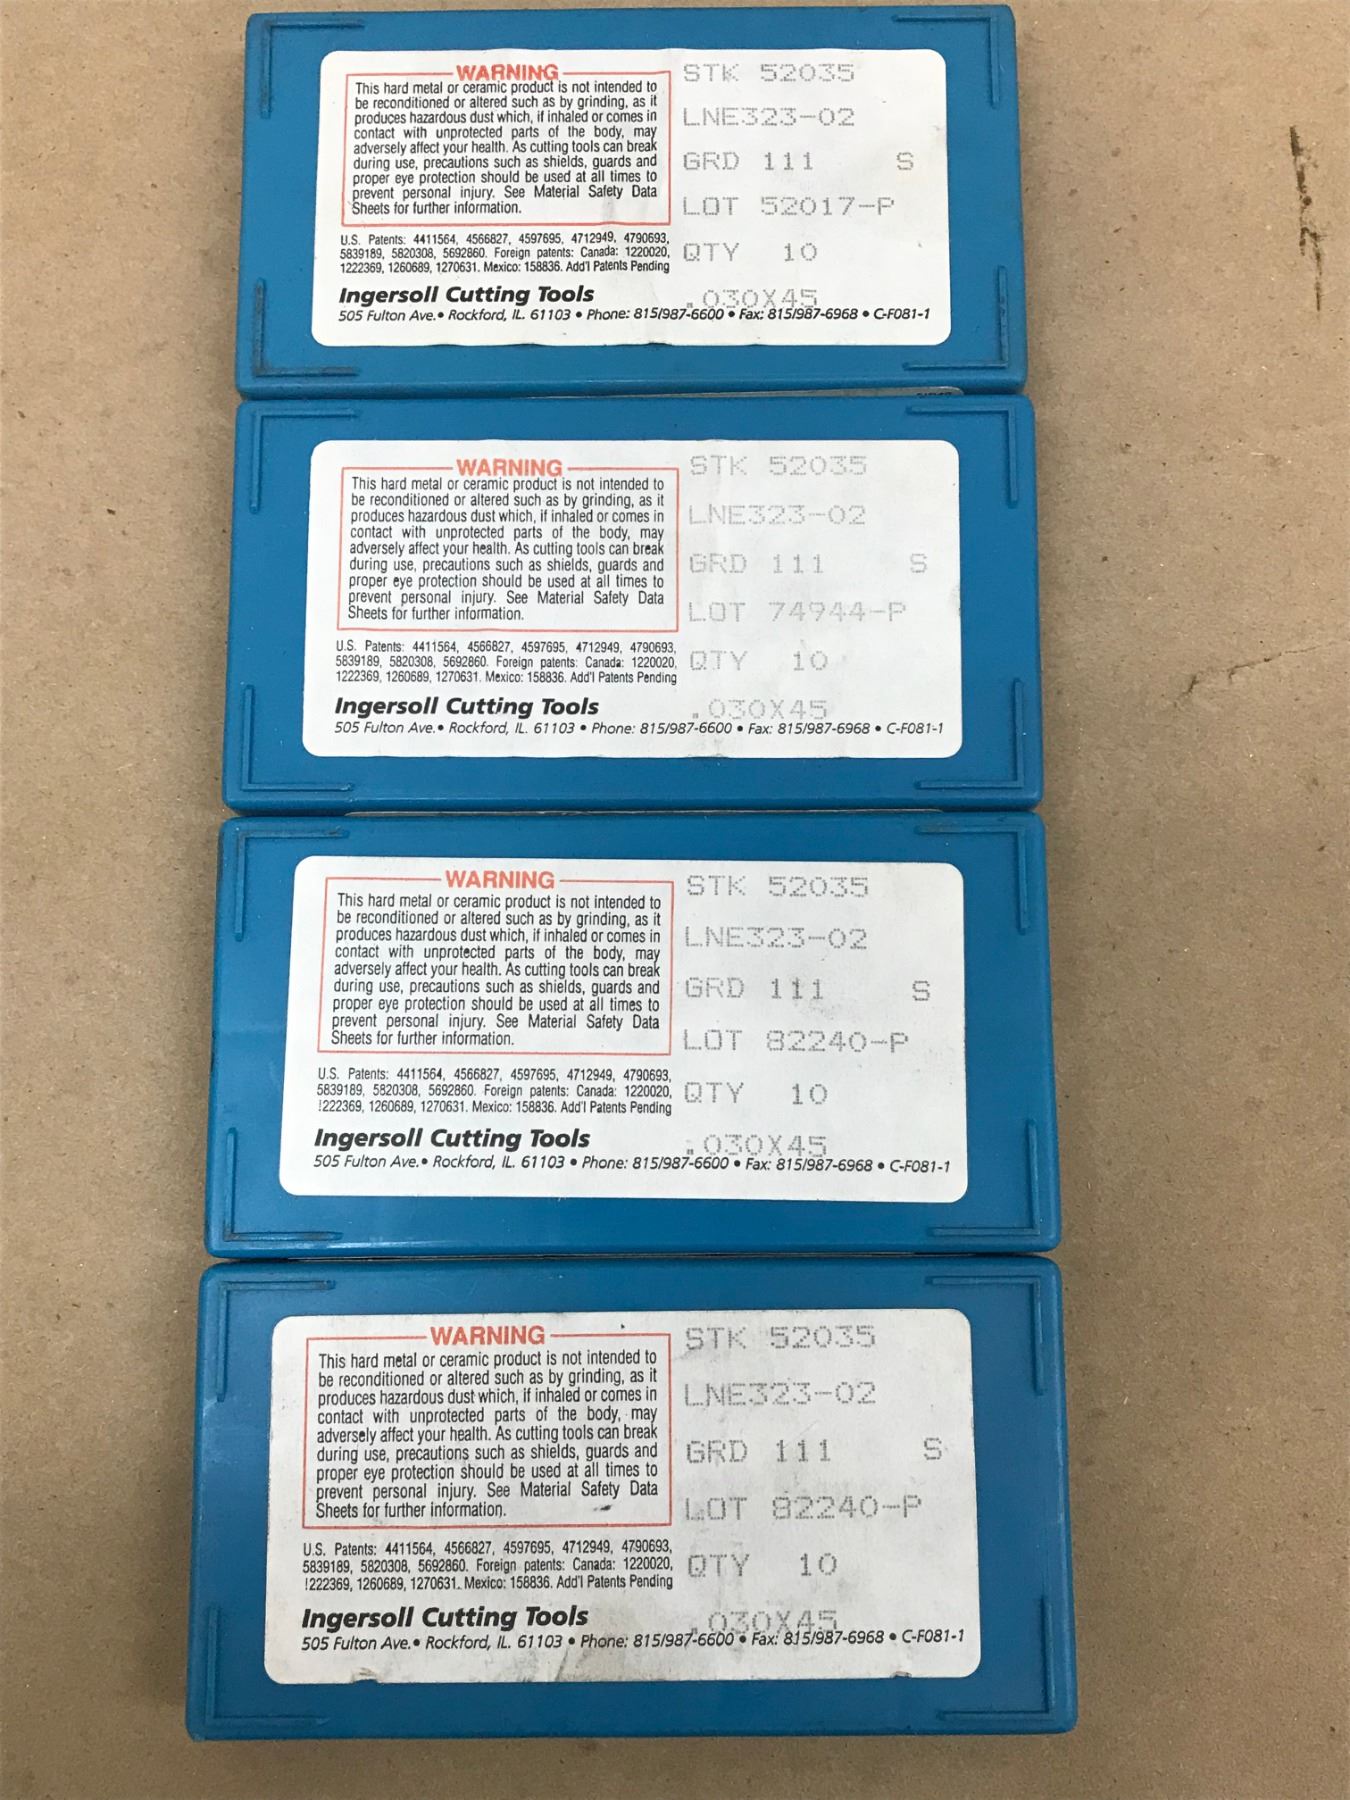 WARNING
This hard metal or ceramic product is not intended to
be reconditioned or altered such as by grinding, as it
produces hazardous dust which, if inhaled or comes in
contact with unprotected parts of the body, may
adversely affect your health. As cutting tools can break
during use, precautions such as shields, guards and
proper eye protection should be used at all times to
prevent personal injury. See Material Safety Data
Sheets for further information.
U.S. Patents: 4411564, 4566827, 4597695, 4712949, 4790693,
5839189, 5820308, 5692860. Foreign patents: Canada: 1220020,
1222369, 1260689, 1270631. Mexico: 158836. Add'l Patents Pending
STK 52035
LNE323-02
GRD 111 S
LOT 52017-P
QTY 10
.030X45
Ingersoll Cutting Tools
505 Fulton Ave. • Rockford, IL. 61103 • Phone: 815/987-6600 • Fax: 815/987-6968 • C-F081-1
WARNING
This hard metal or ceramic product is not intended to
be reconditioned or altered such as by grinding, as it
produces hazardous dust which, if inhaled or comes in
contact with unprotected parts of the body, may
adversely affect your health. As cutting tools can break
during use, precautions such as shields, guards and
proper eye protection should be used at all times to
prevent personal injury. See Material Safety Data
Sheets for further information.
U.S. Patents: 4411564, 4566827, 4597695, 4712949, 4790693,
5839189, 5820308, 5692860. Foreign patents: Canada: 1220020,
1222369, 1260689, 1270631. Mexico: 158836. Add'l Patents Pending
STK 52035
LNE323-02
GRD 111 S
LOT 74944-P
QTY 10
.030X45
Ingersoll Cutting Tools
505 Fulton Ave. • Rockford, IL. 61103 • Phone: 815/987-6600 • Fax: 815/987-6968 • C-F081-1
WARNING
This hard metal or ceramic product is not intended to
be reconditioned or altered such as by grinding, as it
produces hazardous dust which, if inhaled or comes in
contact with unprotected parts of the body, may
adversely affect your health. As cutting tools can break
during use, precautions such as shields, guards and
proper eye protection should be used at all times to
prevent personal injury. See Material Safety Data
Sheets for further information.
U.S. Patents: 4411564, 4566827, 4597695, 4712949, 4790693,
5839189, 5820308, 5692860. Foreign patents: Canada: 1220020,
1222369, 1260689, 1270631. Mexico: 158836. Add'l Patents Pending
STK 52035
LNE323-02
GRD 111 S
LOT 82240-P
QTY 10
.030X45
Ingersoll Cutting Tools
505 Fulton Ave. • Rockford, IL. 61103 • Phone: 815/987-6600 • Fax: 815/987-6968 • C-F081-1
WARNING
This hard metal or ceramic product is not intended to
be reconditioned or altered such as by grinding, as it
produces hazardous dust which, if inhaled or comes in
contact with unprotected parts of the body, may
adversely affect your health. As cutting tools can break
during use, precautions such as shields, guards and
proper eye protection should be used at all times to
prevent personal injury. See Material Safety Data
Sheets for further information.
U.S. Patents: 4411564, 4566827, 4597695, 4712949, 4790693,
5839189, 5820308, 5692860. Foreign patents: Canada: 1220020,
1222369, 1260689, 1270631. Mexico: 158836. Add'l Patents Pending
STK 52035
LNE323-02
GRD 111 S
LOT 82240-P
QTY 10
.030X45
Ingersoll Cutting Tools
505 Fulton Ave. • Rockford, IL. 61103 • Phone: 815/987-6600 • Fax: 815/987-6968 • C-F081-1